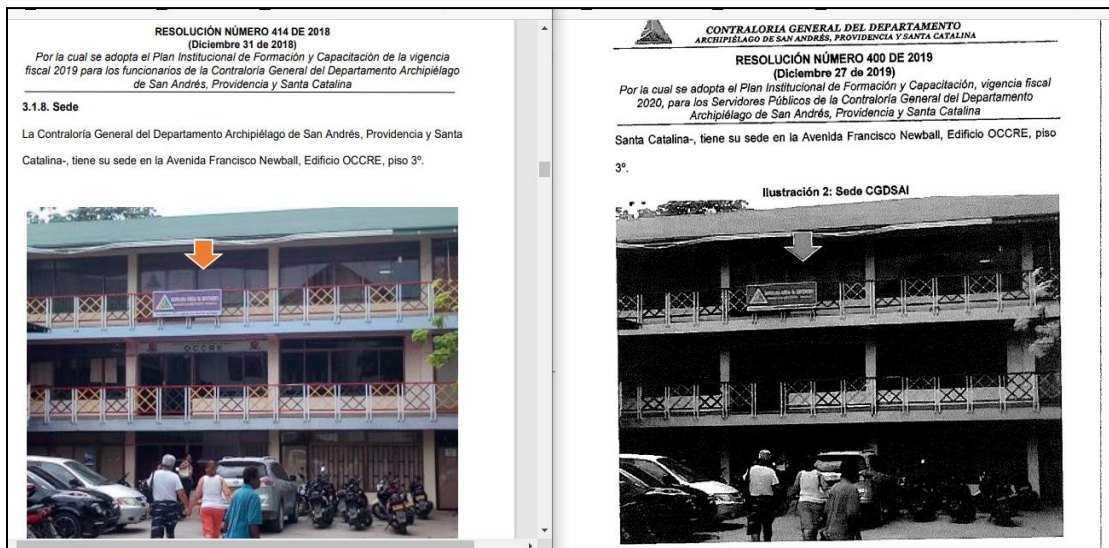 RESOLUCIÓN NÚMERO 414 DE 2018
(Diciembre 31 de 2018)
Por la cual se adopta el Plan Institucional de Formación y Capacitación de la vigencia
fiscal 2019 para los funcionarios de la Contraloría General del Departamento Archipiélago
de San Andrés, Providencia y Santa Catalina
3.1.8. Sede
La Contraloría General del Departamento Archipiélago de San Andrés, Providencia y Santa
Catalina-, tiene su sede en la Avenida Francisco Newball, Edificio OCCRE, piso 3º.
OCCRE
CONTRALORIA GENERAL DEL DEPARTAMENTO
ARCHIPIÉLAGO DE SAN ANDRÉS, PROVIDENCIA Y SANTA CATALINA
RESOLUCIÓN NÚMERO 400 DE 2019
(Diciembre 27 de 2019)
Por la cual se adopta el Plan Institucional de Formación y Capacitación, vigencia fiscal
2020, para los Servidores Públicos de la Contraloría General del Departamento
Archipiélago de San Andrés, Providencia y Santa Catalina
Santa Catalina-, tiene su sede en la Avenida Francisco Newball, Edificio OCCRE, piso
3º.
Ilustración 2: Sede CGDSAI